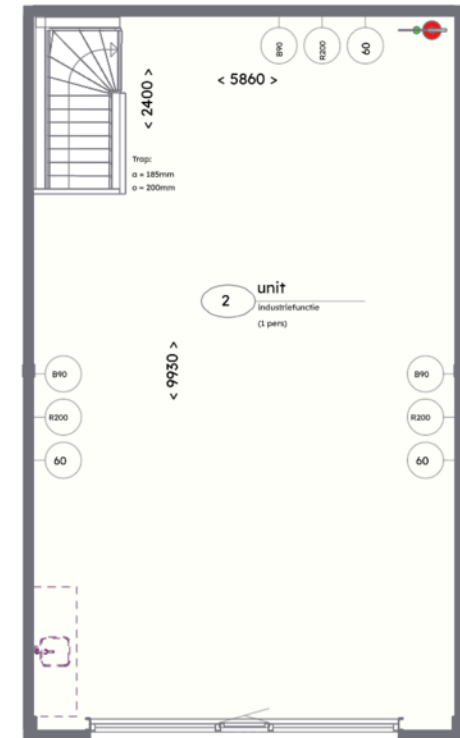 B90
R200
60
< 5860 >
< 2400 >
Trap:
a = 185mm
o = 200mm
2
unit
industriefunctie
(1 pers)
< 9930 >
B90
R200
60
B90
R200
60